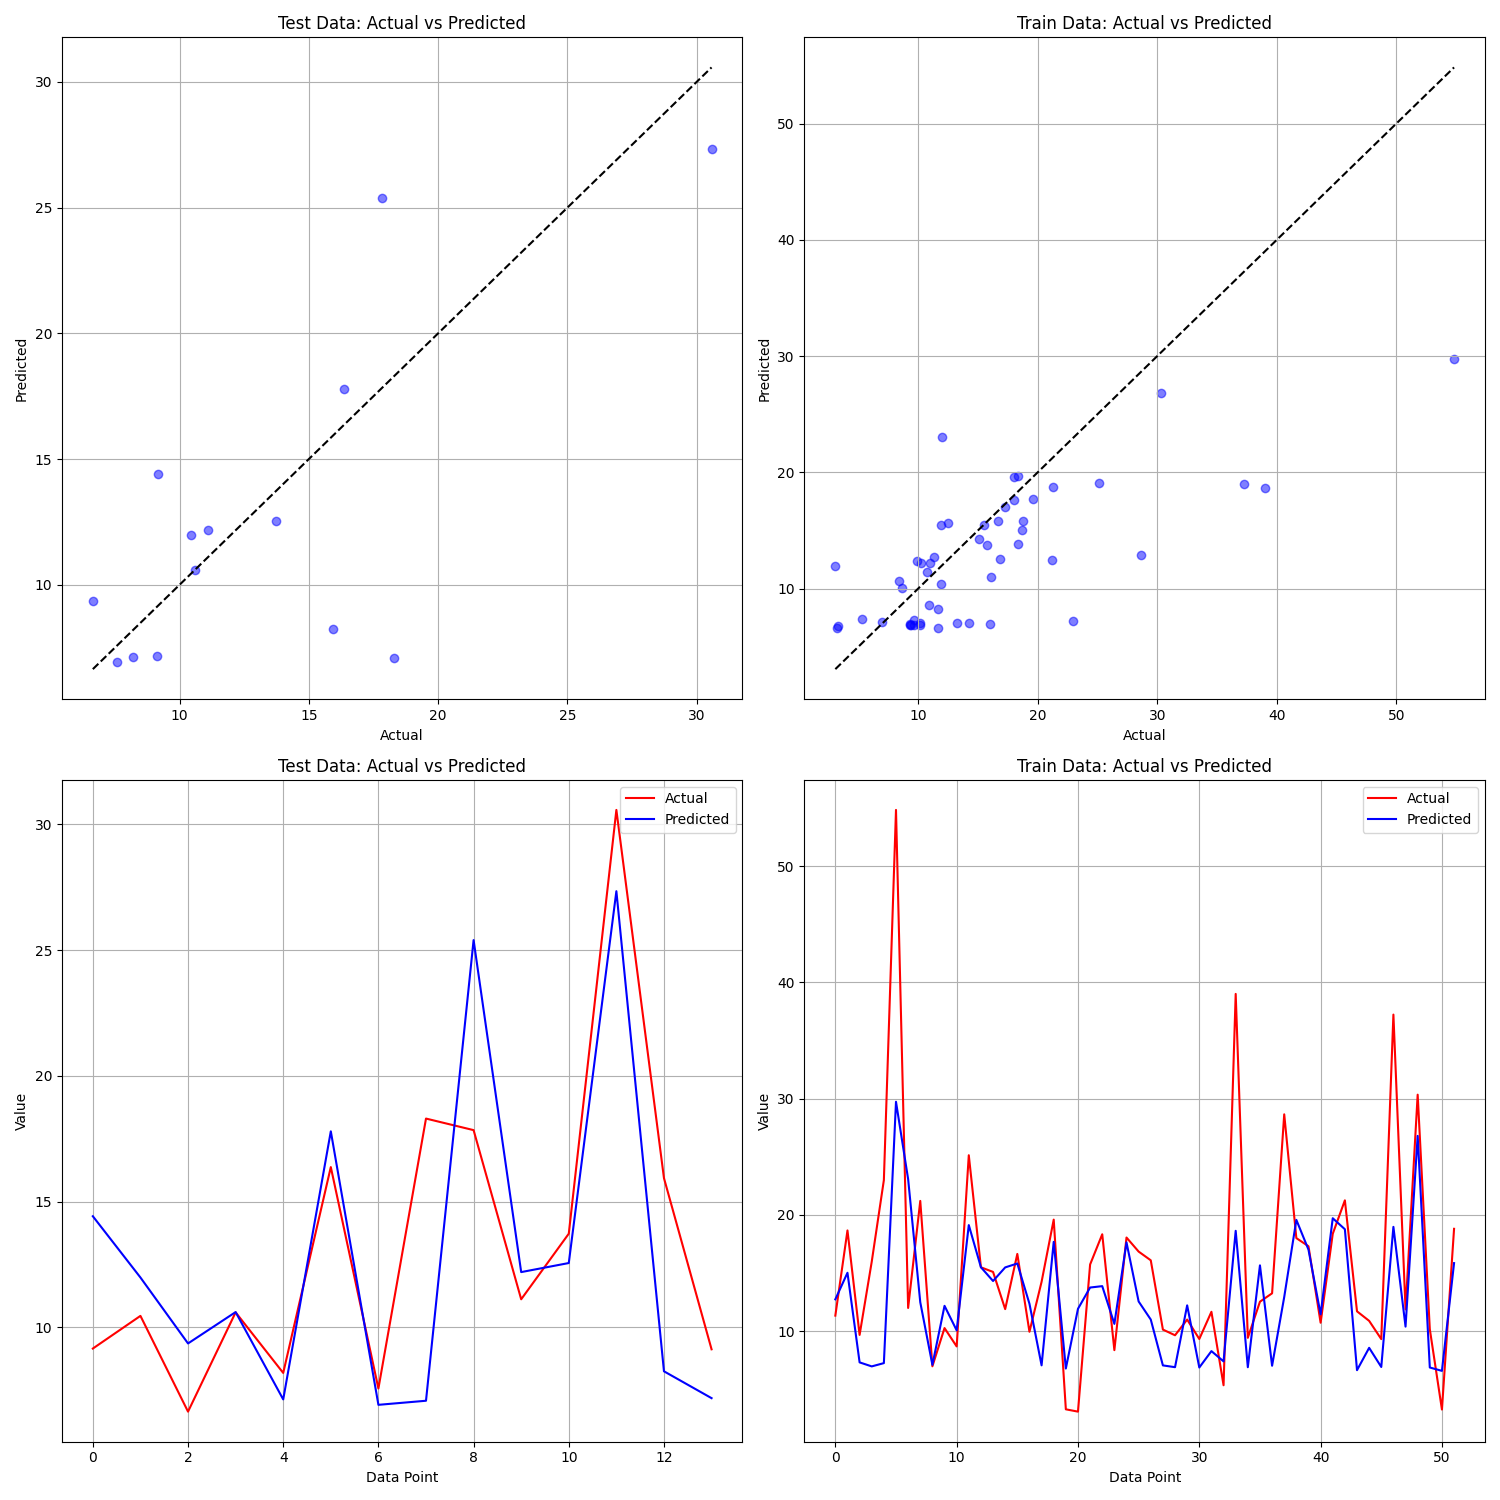 Test Data: Actual vs Predicted
30
25
20
15
10
Predicted
10 15 20 25 30
Actual
Train Data: Actual vs Predicted
50
40
30
20
10
Predicted
10 20 30 40 50
Actual
Test Data: Actual vs Predicted
Actual
Predicted
30
25
20
15
10
Value
0 2 4 6 8 10 12
Data Point
Train Data: Actual vs Predicted
Actual
Predicted
50
40
30
20
10
Value
0 10 20 30 40 50
Data Point